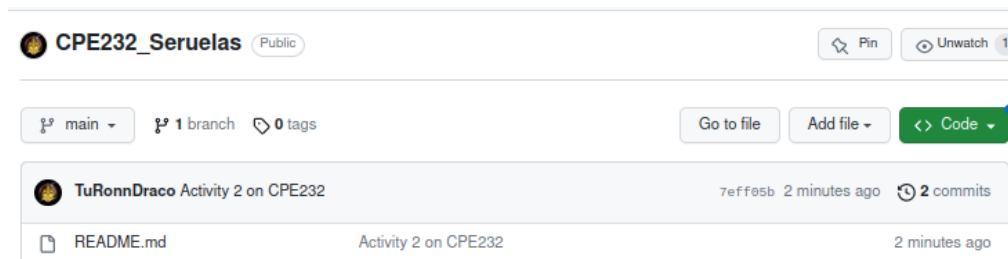 CPE232_Seruelas Public Pin Unwatch 1
main 1 branch 0 tags Go to file Add file <> Code
TuRonnDraco Activity 2 on CPE232 7eff05b 2 minutes ago 2 commits
README.md Activity 2 on CPE232 2 minutes ago